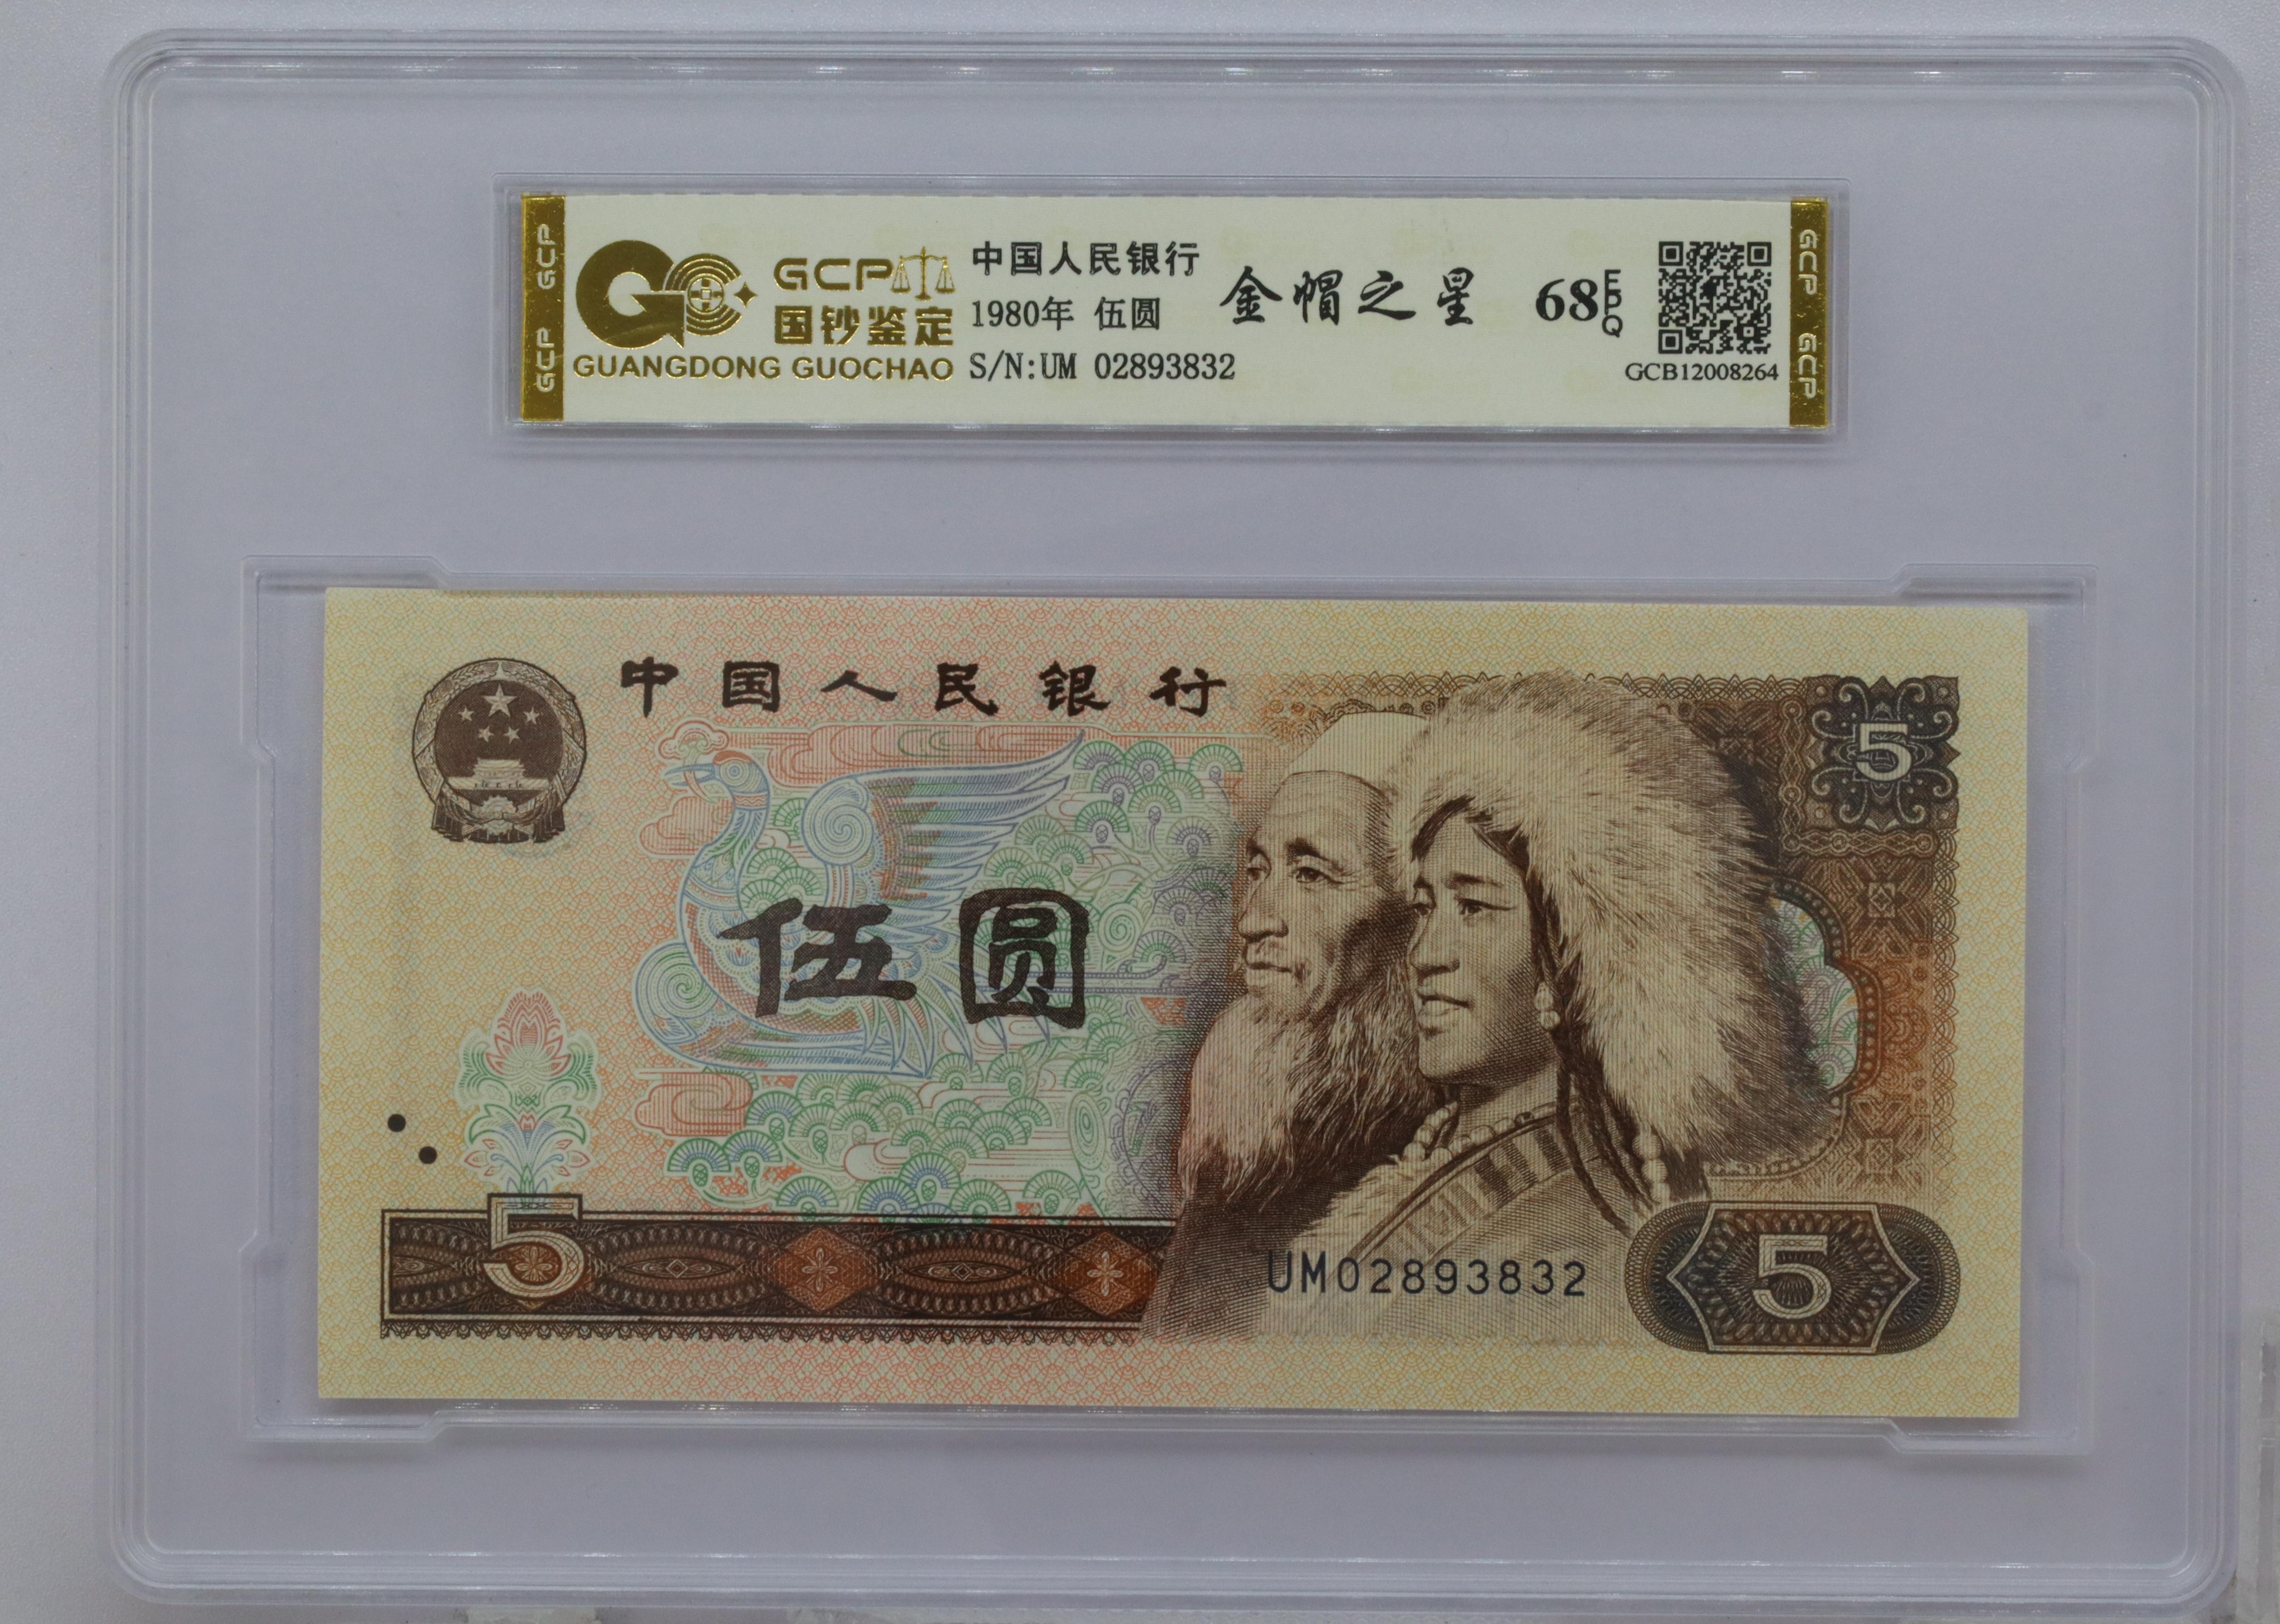 GCP GCP
GCP
国钞鉴定
GUANGDONG GUOCHAO
中国人民银行
1980年 伍圆
S/N:UM 02893832
金帽之星
68 EPQ
GCB12008264
GCP GCP
中国人民银行
5
伍圆
5
UM02893832
5